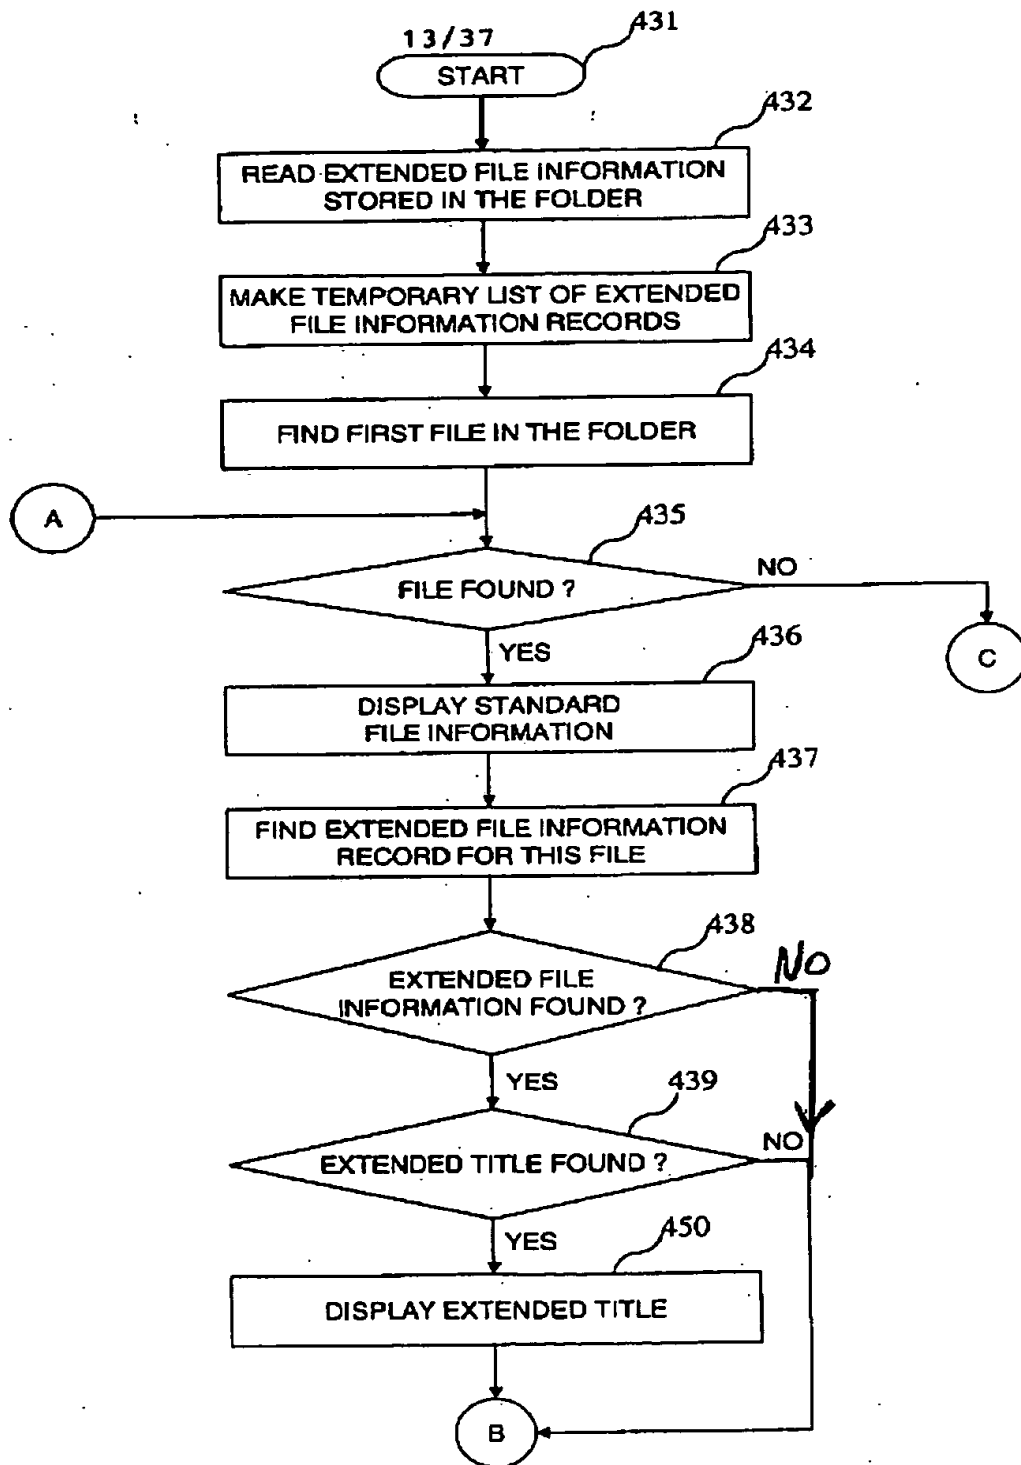 13/37
431
START
432
READ EXTENDED FILE INFORMATION
STORED IN THE FOLDER
433
MAKE TEMPORARY LIST OF EXTENDED
FILE INFORMATION RECORDS
434
FIND FIRST FILE IN THE FOLDER
A
435
FILE FOUND ?
NO
C
YES
436
DISPLAY STANDARD
FILE INFORMATION
437
FIND EXTENDED FILE INFORMATION
RECORD FOR THIS FILE
438
EXTENDED FILE
INFORMATION FOUND ?
NO
YES
439
EXTENDED TITLE FOUND ?
NO
YES
450
DISPLAY EXTENDED TITLE
B